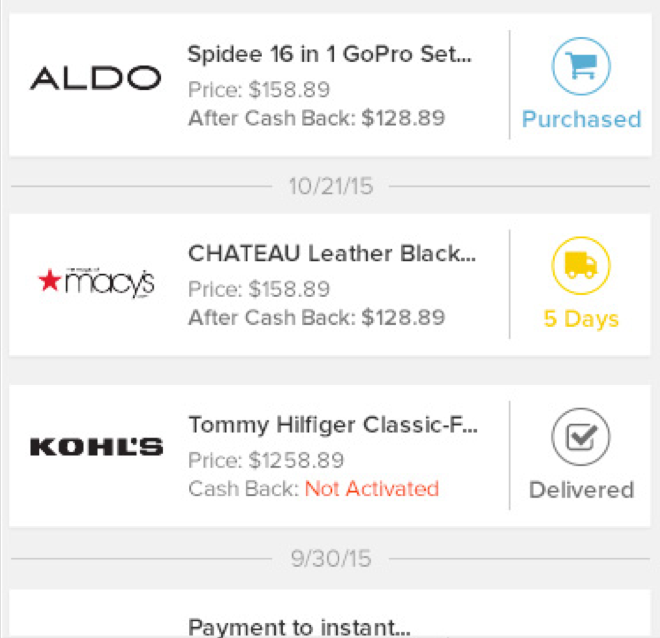 ALDO
Spidee 16 in 1 GoPro Set...
Price: $158.89
After Cash Back: $128.89
Purchased
10/21/15
macy's
CHATEAU Leather Black...
Price: $158.89
After Cash Back: $128.89
5 Days
KOHL'S
Tommy Hilfiger Classic-F...
Price: $1258.89
Cash Back: Not Activated
Delivered
9/30/15
Payment to instant...